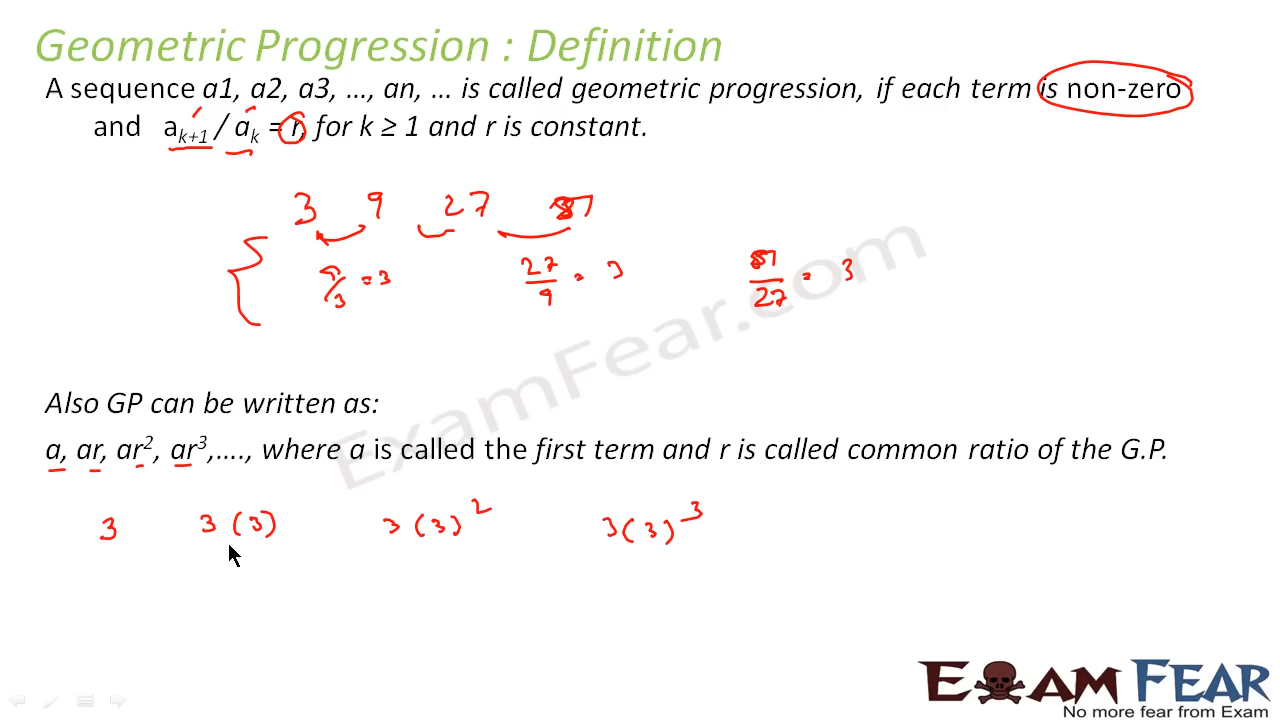 Geometric Progression : Definition
A sequence a1, a2, a3, ..., an, ... is called geometric progression, if each term is non-zero
and a_{k+1} / a_k = r, for k ≥ 1 and r is constant.
3 9 27 81
9/3 = 3 27/9 = 3 81/27 = 3
ExamFear.com
Also GP can be written as:
a, ar, ar², ar³,...., where a is called the first term and r is called common ratio of the G.P.
3 3(3) 3(3)² 3(3)³
EXAM FEAR
No more fear from Exam